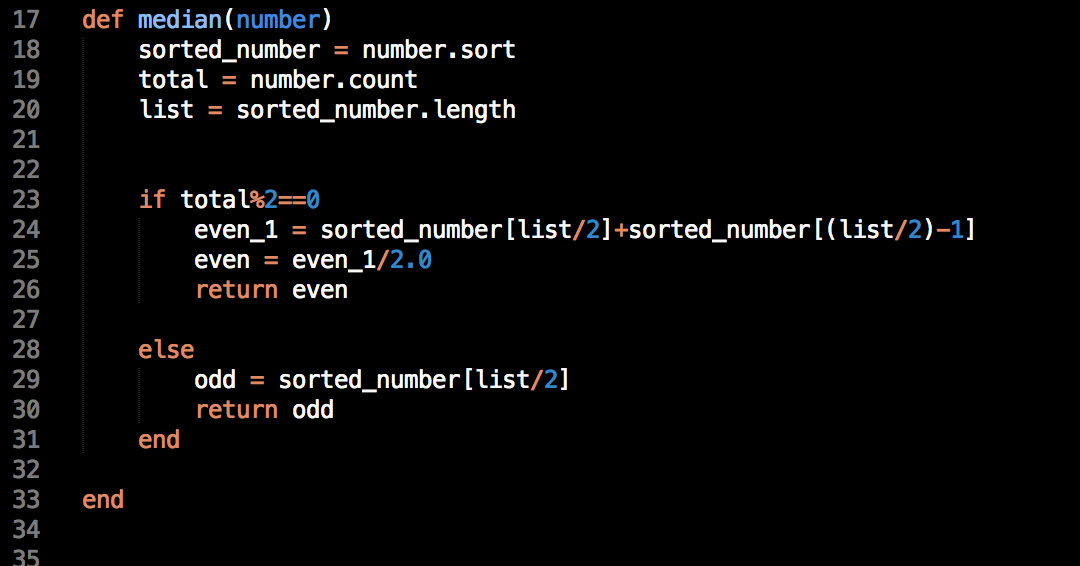 17 def median(number)
18 sorted_number = number.sort
19 total = number.count
20 list = sorted_number.length
21
22
23 if total%2==0
24 even_1 = sorted_number[list/2]+sorted_number[(list/2)-1]
25 even = even_1/2.0
26 return even
27
28 else
29 odd = sorted_number[list/2]
30 return odd
31 end
32
33 end
34
35